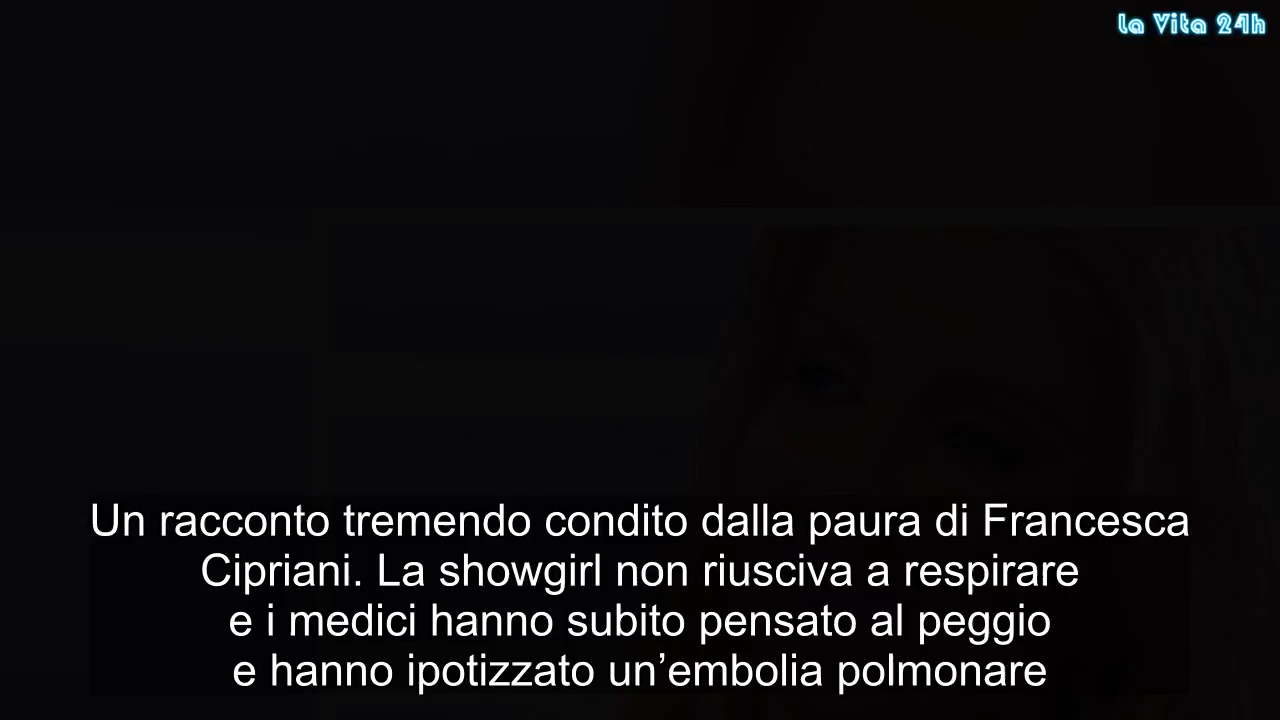 La Vita 24h
Un racconto tremendo condito dalla paura di Francesca
Cipriani. La showgirl non riusciva a respirare
e i medici hanno subito pensato al peggio
e hanno ipotizzato un’embolia polmonare